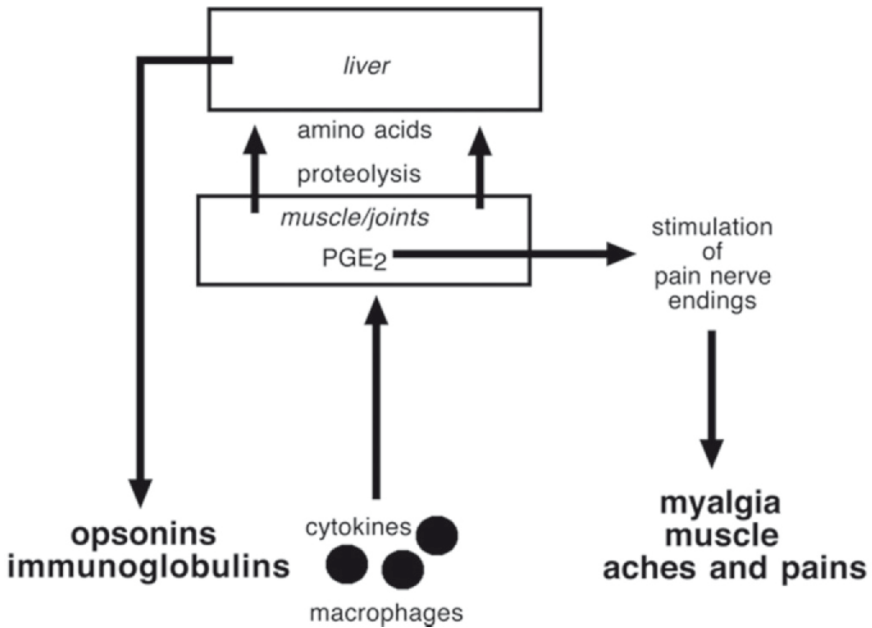 liver
amino acids
proteolysis
muscle/joints
PGE2
stimulation
of
pain nerve
endings
opsonins
immunoglobulins
cytokines
macrophages
myalgia
muscle
aches and pains